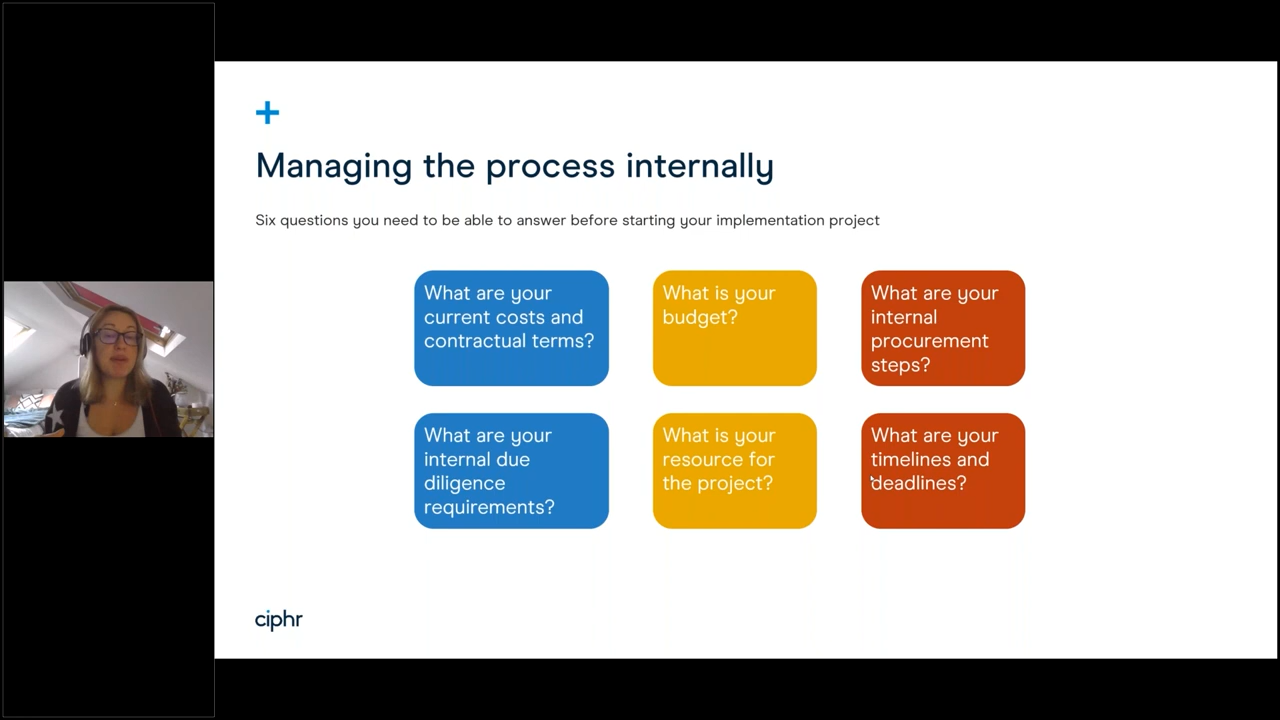 Managing the process internally
Six questions you need to be able to answer before starting your implementation project
What are your
current costs and
contractual terms?
What is your
budget?
What are your
internal
procurement
steps?
What are your
internal due
diligence
requirements?
What is your
resource for
the project?
What are your
timelines and
deadlines?
ciphr